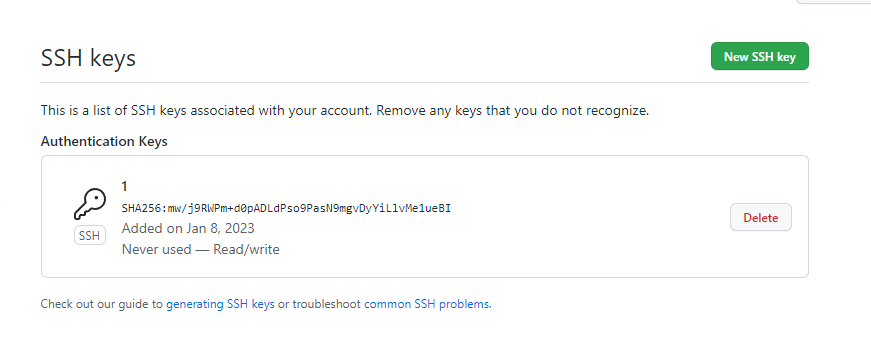 SSH keys
New SSH key
This is a list of SSH keys associated with your account. Remove any keys that you do not recognize.
Authentication Keys
1
SHA256:mw/j9RWPm+d0pADLdPso9PasN9mgvDyYiLlvMe1ueBI
SSH
Added on Jan 8, 2023
Never used — Read/write
Delete
Check out our guide to generating SSH keys or troubleshoot common SSH problems.